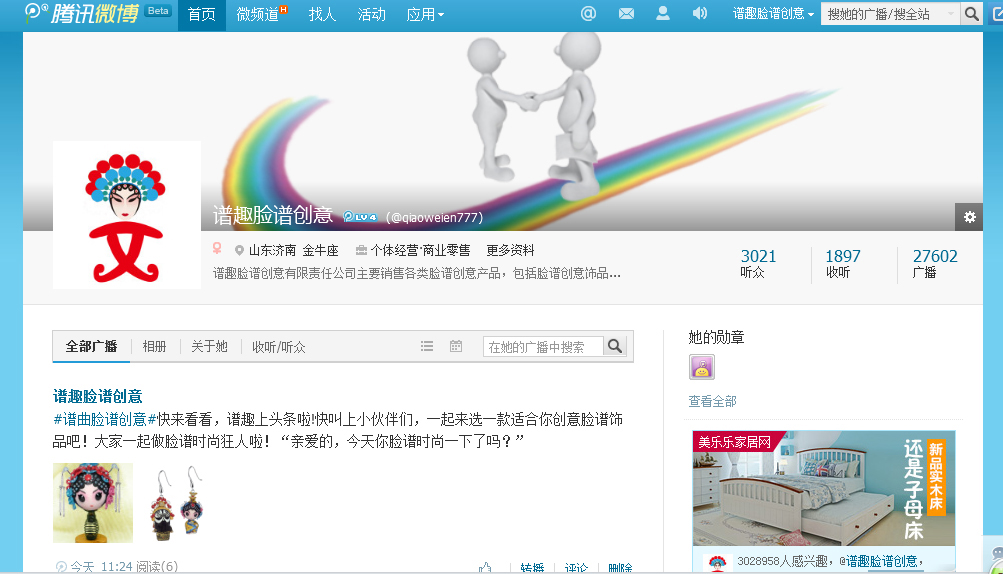 腾讯微博 Beta 首页 微频道 H 找人 活动 应用 谱趣脸谱创意 搜她的广播/搜全站
谱趣脸谱创意 LV4 (@qiaoweien777)
山东济南 金牛座 个体经营·商业零售 更多资料
谱趣脸谱创意有限责任公司主要销售各类脸谱创意产品，包括脸谱创意饰品...
3021 1897 27602
听众 收听 广播
全部广播 相册 关于她 收听/听众 在她的广播中搜索
谱趣脸谱创意
#谱曲脸谱创意#快来看看，谱趣上头条啦!快叫上小伙伴们，一起来选一款适合你创意脸谱饰
品吧！大家一起做脸谱时尚狂人啦！“亲爱的，今天你脸谱时尚一下了吗？”
今天 11:24 阅读(6) 转播 评论 删除
她的勋章
查看全部
美乐乐家居网
新品实木床
还是子母床
3028958人感兴趣，@谱趣脸谱创意，